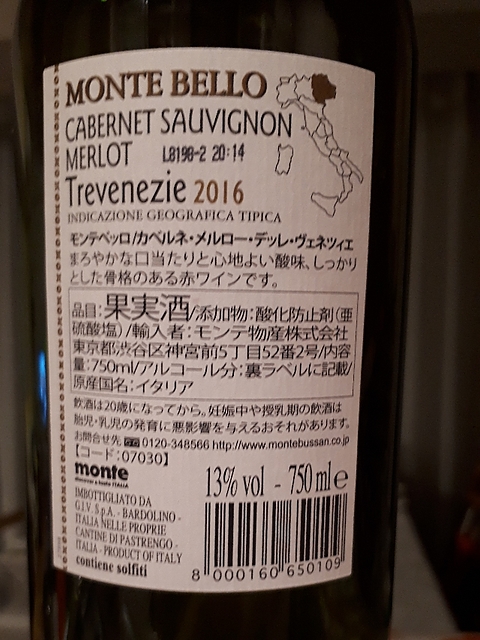 MONTE BELLO
CABERNET SAUVIGNON
MERLOT L8198-2 20:14
Trevenezie 2016
INDICAZIONE GEOGRAFICA TIPICA
モンテベッロ/カベルネ・メルロー・デッレ・ヴェネツィエ
まろやかな口当たりと心地よい酸味、しっかり
とした骨格のある赤ワインです。
品目:果実酒/添加物:酸化防止剤(亜
硫酸塩)/輸入者:モンテ物産株式会社
東京都渋谷区神宮前5丁目52番2号/内容
量:750ml/アルコール分:裏ラベルに記載/
原産国名:イタリア
飲酒は20歳になってから。妊娠中や授乳期の飲酒は
胎児・乳児の発育に悪影響を与えるおそれがあります。
お問合せ先 0120-348566 http://www.montebussan.co.jp
【コード:07030】
monte
13% vol - 750 ml e
IMBOTTIGLIATO DA
G.I.V. S.p.A. - BARDOLINO -
ITALIA NELLE PROPRIE
CANTINE DI PASTRENGO -
ITALIA - PRODUCT OF ITALY
contiene solfiti
8 000160 650109